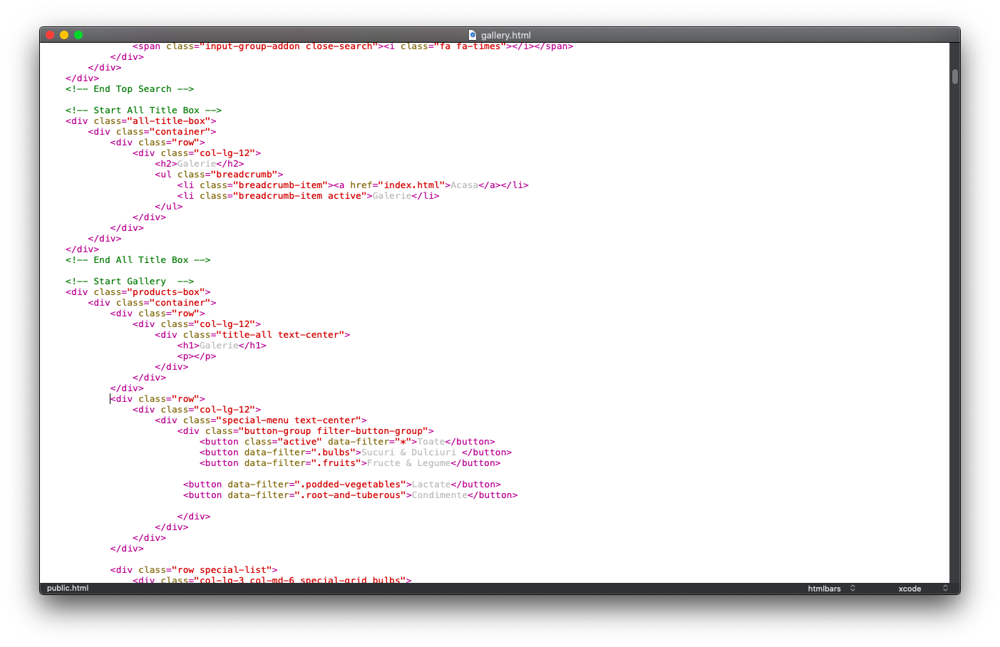 gallery.html
<span class="input-group-addon close-search"><i class="fa fa-times"></i></span>
</div>
</div>
</div>
<!-- End Top Search -->
<!-- Start All Title Box -->
<div class="all-title-box">
<div class="container">
<div class="row">
<div class="col-lg-12">
<h2>Galerie</h2>
<ul class="breadcrumb">
<li class="breadcrumb-item"><a href="index.html">Acasa</a></li>
<li class="breadcrumb-item active">Galerie</li>
</ul>
</div>
</div>
</div>
</div>
<!-- End All Title Box -->
<!-- Start Gallery  -->
<div class="products-box">
<div class="container">
<div class="row">
<div class="col-lg-12">
<div class="title-all text-center">
<h1>Galerie</h1>
<p></p>
</div>
</div>
</div>
<div class="row">
<div class="col-lg-12">
<div class="special-menu text-center">
<div class="button-group filter-button-group">
<button class="active" data-filter="*">Toate</button>
<button data-filter=".bulbs">Sucuri & Dulciuri </button>
<button data-filter=".fruits">Fructe & Legume</button>
<button data-filter=".podded-vegetables">Lactate</button>
<button data-filter=".root-and-tuberous">Condimente</button>
</div>
</div>
</div>
</div>
<div class="row special-list">
<div class="col-lg-3 col-md-6 special-grid bulbs">
public.html htmlbars xcode